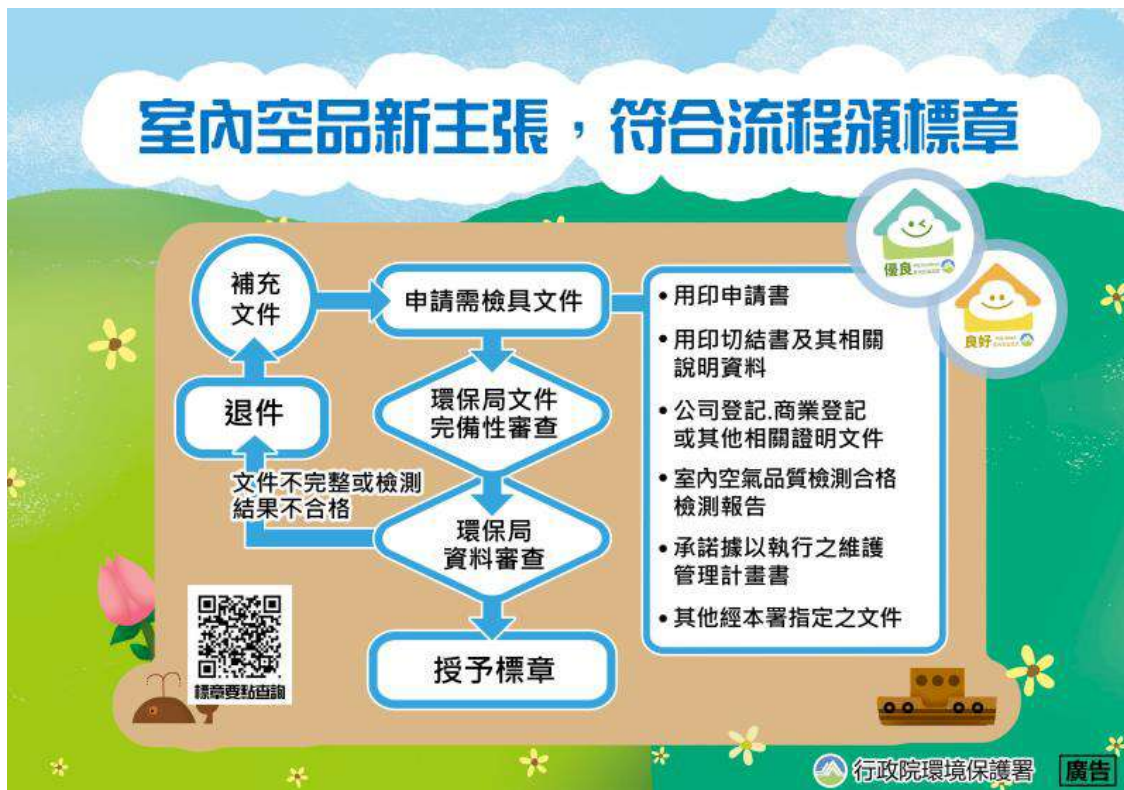 室內空品新主張，符合流程頒標章
優良
良好
補充
文件
申請需檢具文件
退件
環保局文件
完備性審查
文件不完整或檢測
結果不合格
環保局
資料審查
授予標章
•用印申請書
•用印切結書及其相關
說明資料
•公司登記.商業登記
或其他相關證明文件
•室內空氣品質檢測合格
檢測報告
•承諾據以執行之維護
管理計畫書
•其他經本署指定之文件
標章要點查詢
行政院環境保護署
廣告